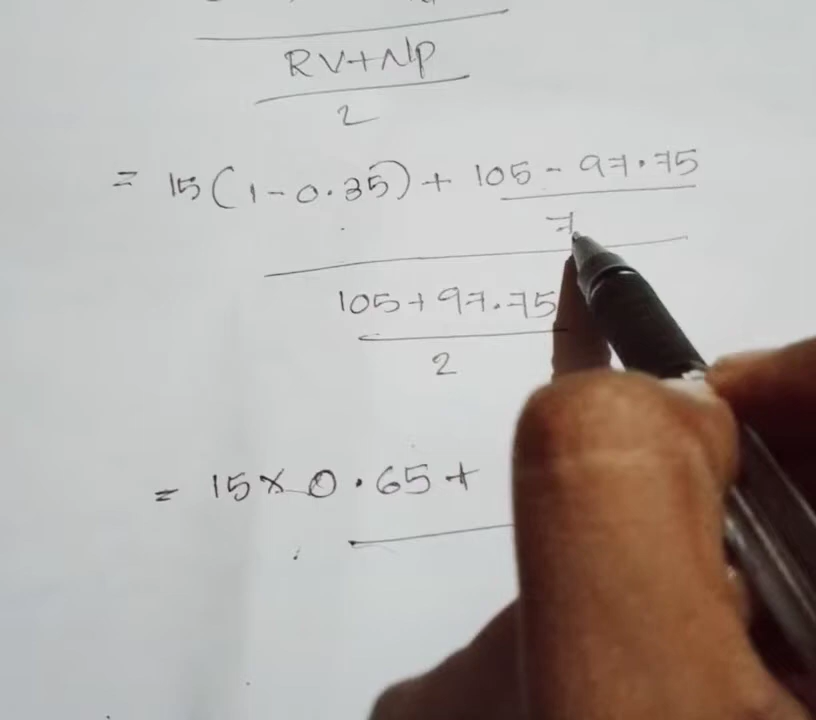 RV+NP
2
= 15(1-0.35)+ 105 - 97.75
7
105+97.75
2
= 15×0.65+